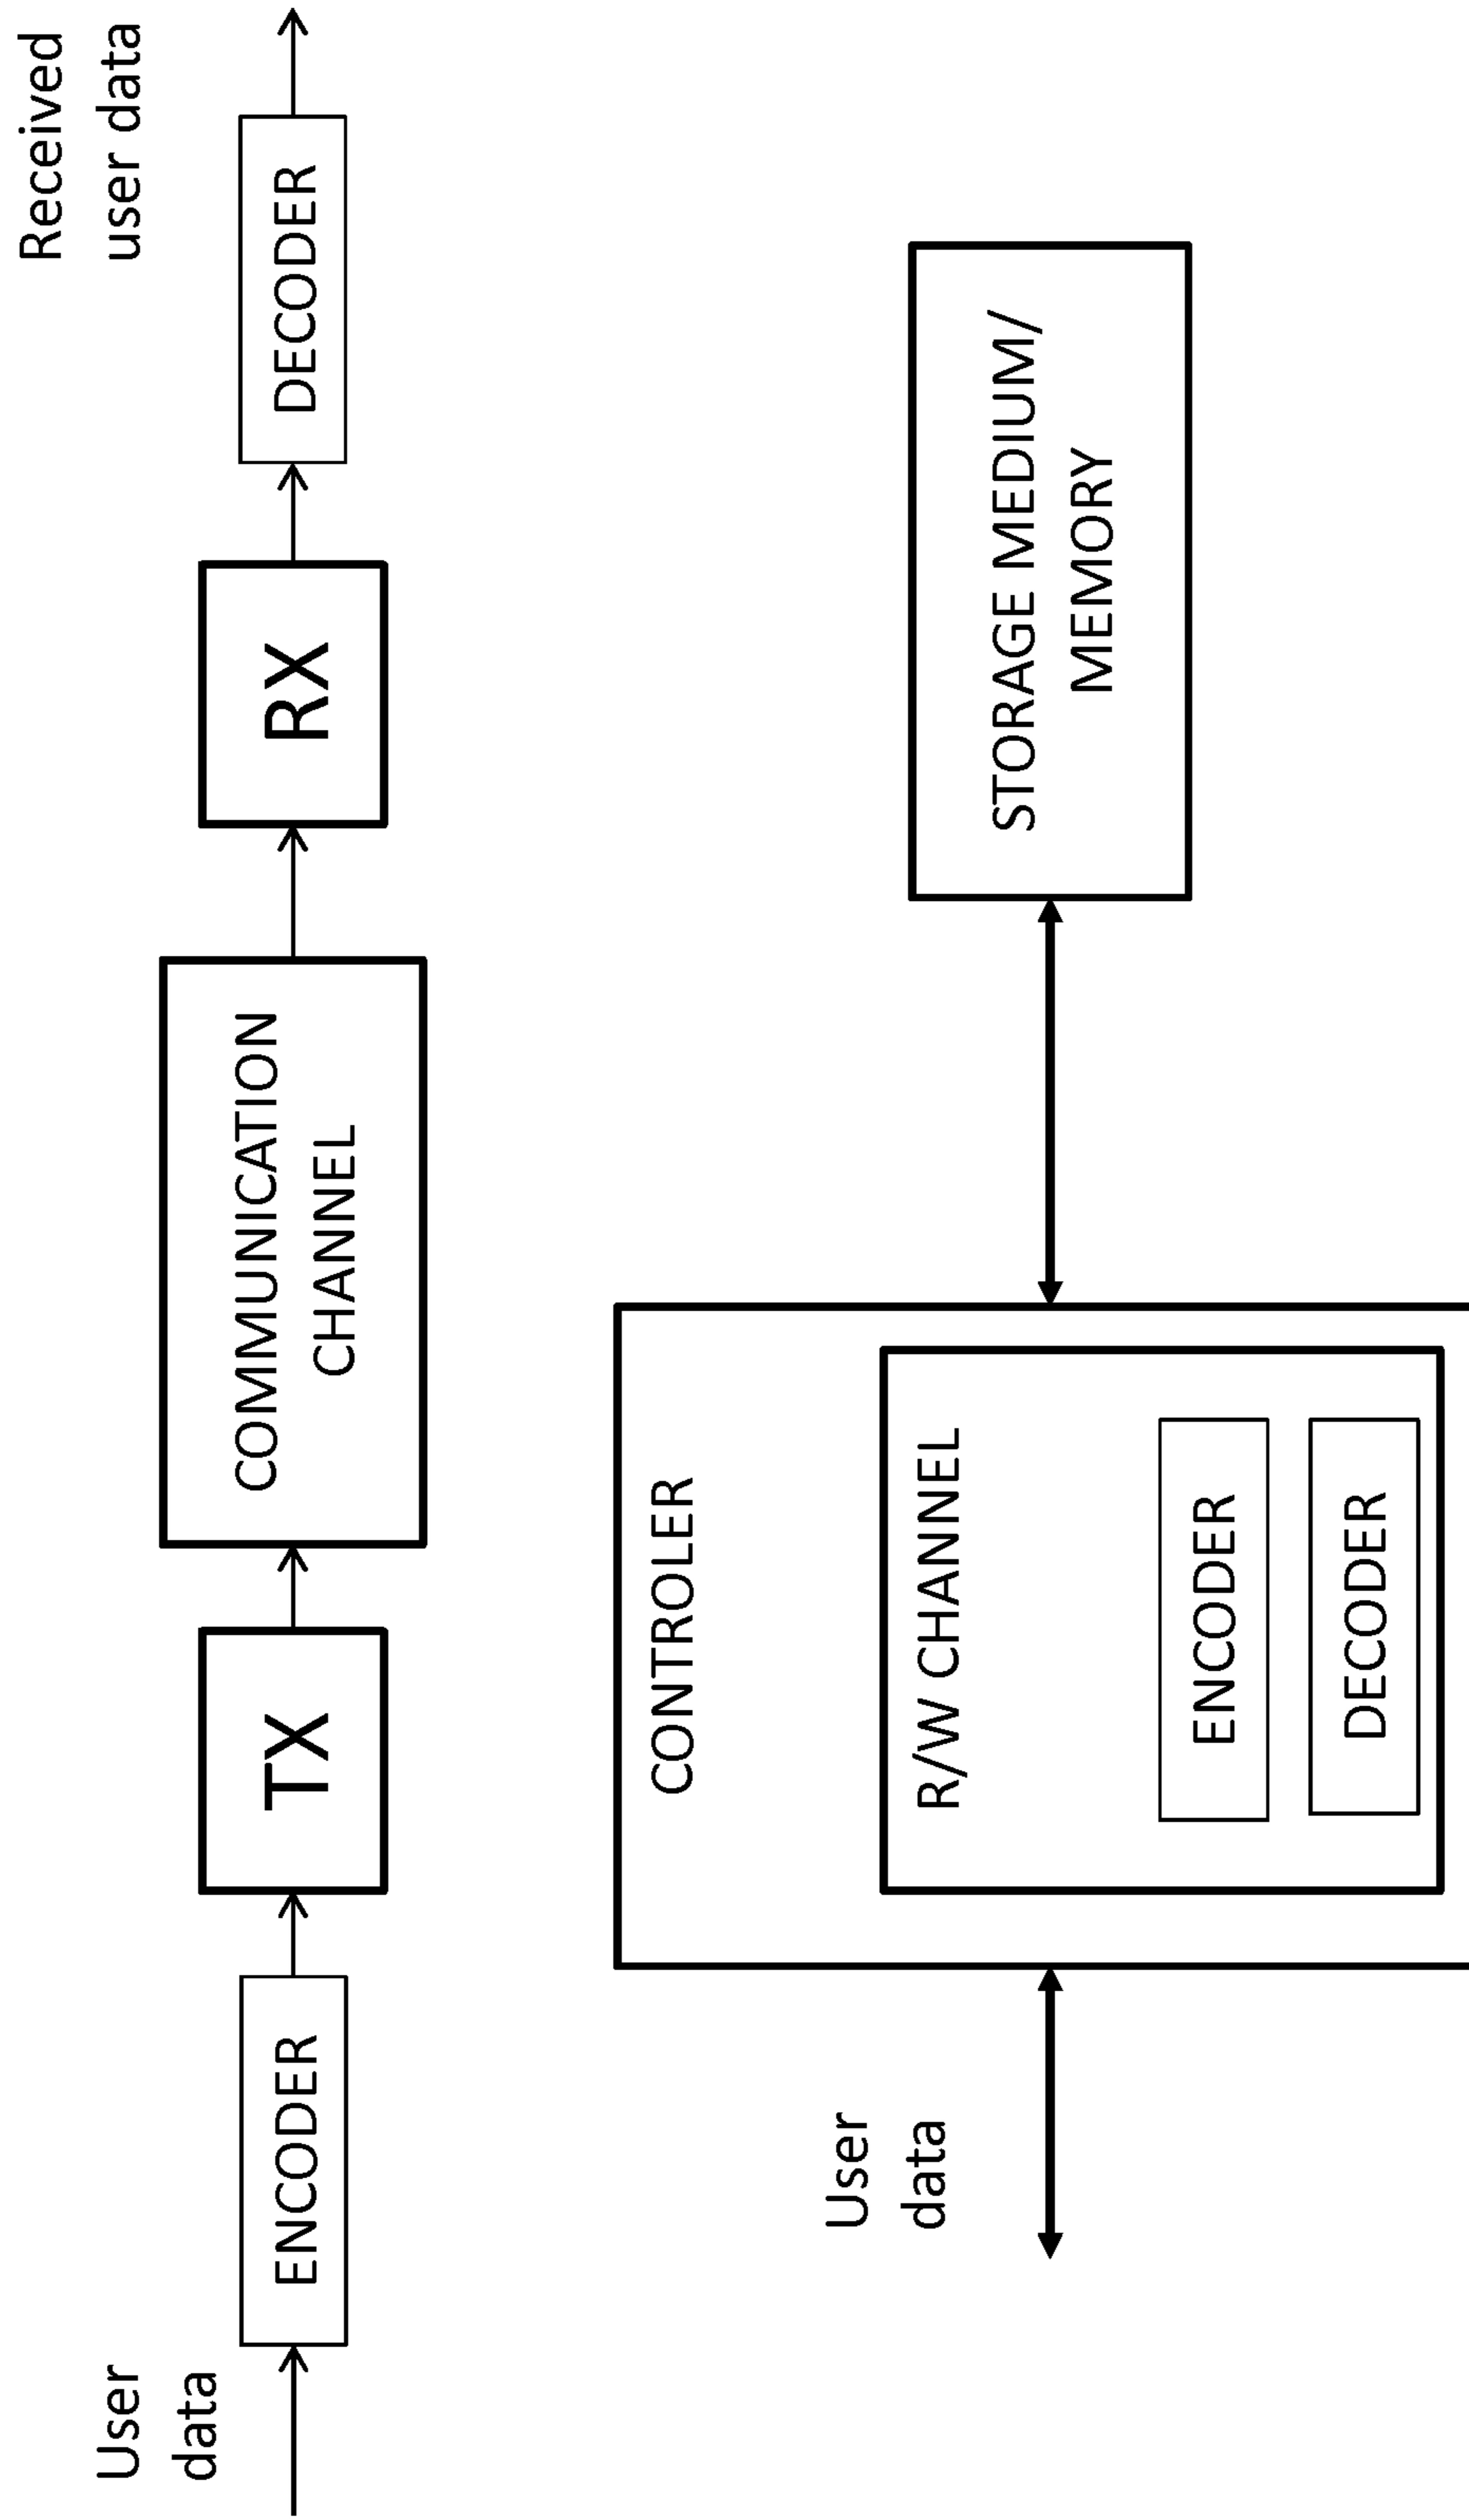 User
data
ENCODER
TX
COMMUNICATION
CHANNEL
RX
DECODER
Received
user data
User
data
CONTROLER
R/W CHANNEL
ENCODER
DECODER
STORAGE MEDIUM/
MEMORY